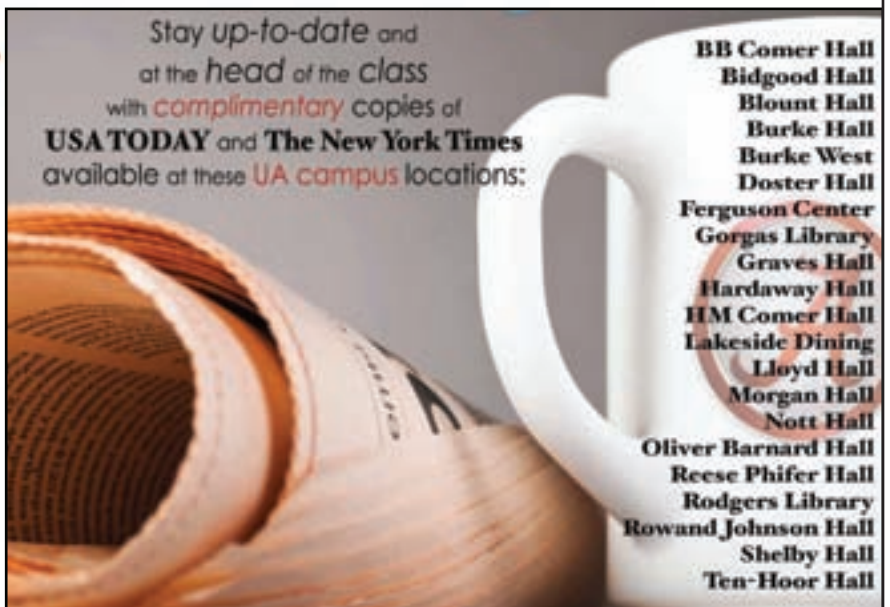 Stay up-to-date and
at the head of the class
with complimentary copies of
USA TODAY and The New York Times
available at these UA campus locations:
BB Comer Hall
Bidgood Hall
Blount Hall
Burke Hall
Burke West
Doster Hall
Ferguson Center
Gorgas Library
Graves Hall
Hardaway Hall
HM Comer Hall
Lakeside Dining
Lloyd Hall
Morgan Hall
Nott Hall
Oliver Barnard Hall
Reese Phifer Hall
Rodgers Library
Rowand Johnson Hall
Shelby Hall
Ten-Hoor Hall